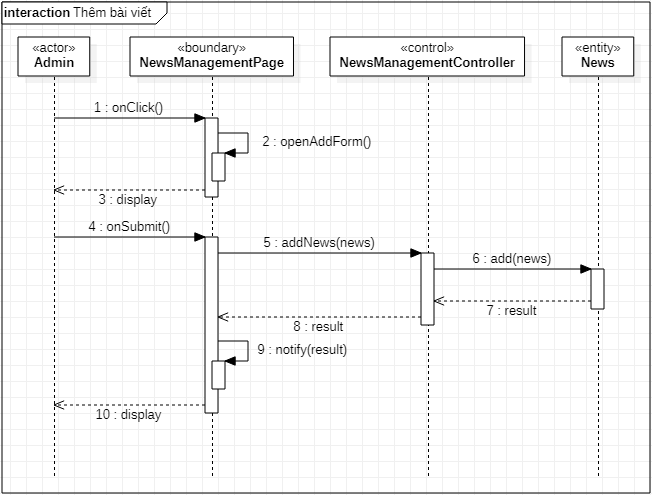 interaction Thêm bài viết
«actor»
Admin
«boundary»
NewsManagementPage
«control»
NewsManagementController
«entity»
News
1 : onClick()
2 : openAddForm()
3 : display
4 : onSubmit()
5 : addNews(news)
6 : add(news)
7 : result
8 : result
9 : notify(result)
10 : display